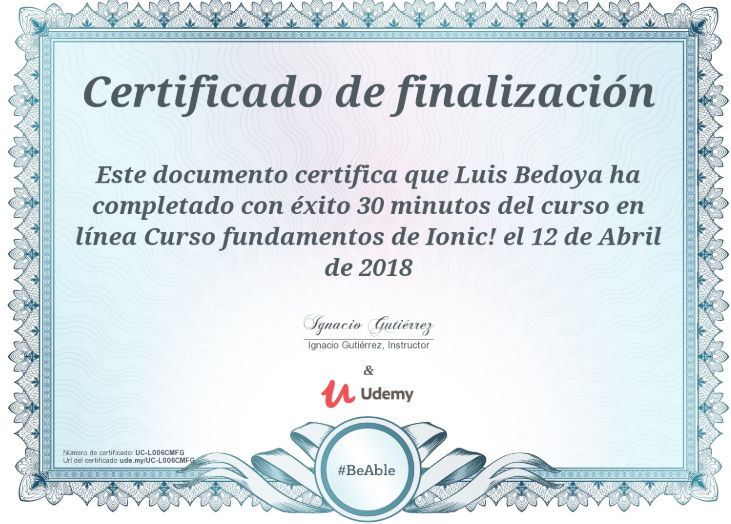 Certificado de finalización
Este documento certifica que Luis Bedoya ha
completado con éxito 30 minutos del curso en
línea Curso fundamentos de Ionic! el 12 de Abril
de 2018
Ignacio Gutiérrez
Ignacio Gutiérrez, Instructor
&
Udemy
Número de certificado: UC-L006CMFG
Url del certificado ude.my/UC-L006CMFG
#BeAble